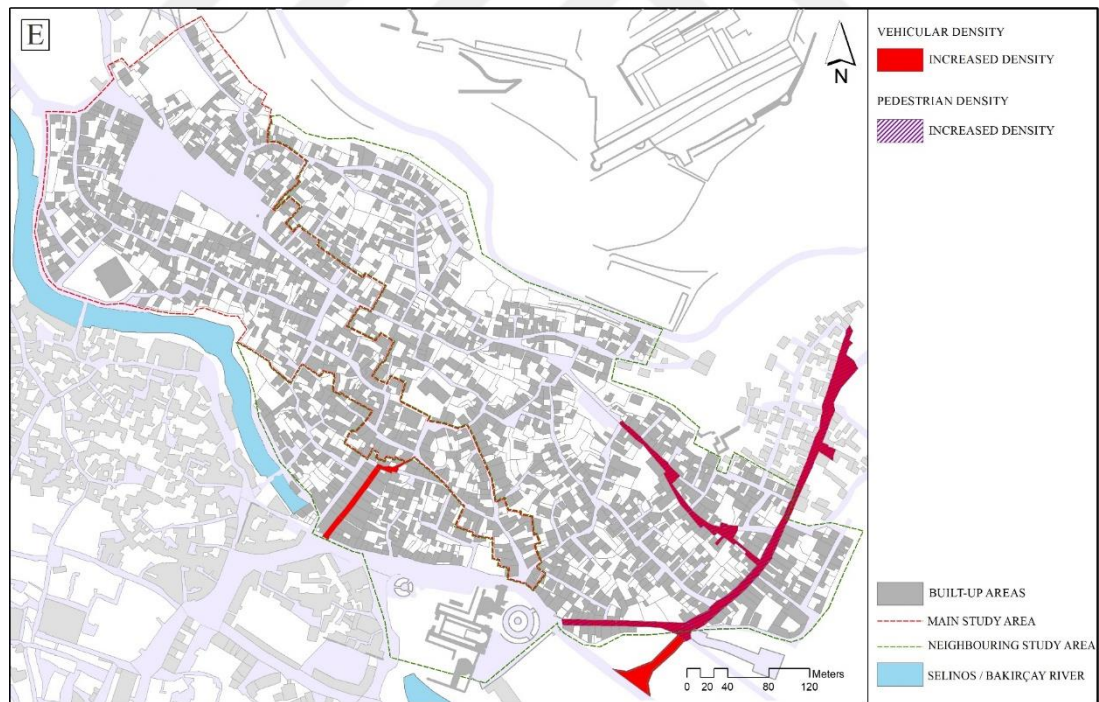 E
N
0 20 40 80 120
Meters
VEHICULAR DENSITY
INCREASED DENSITY
PEDESTRIAN DENSITY
INCREASED DENSITY
BUILT-UP AREAS
MAIN STUDY AREA
NEIGHBOURING STUDY AREA
SELINOS / BAKIRÇAY RIVER